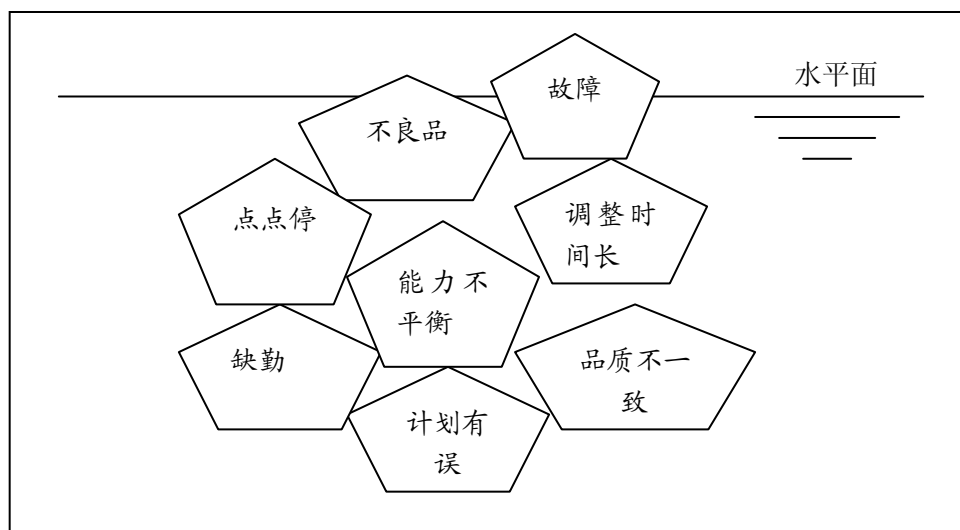 水平面
故障
不良品
点点停
调整时
间长
能力不
平衡
缺勤
品质不一
致
计划有
误